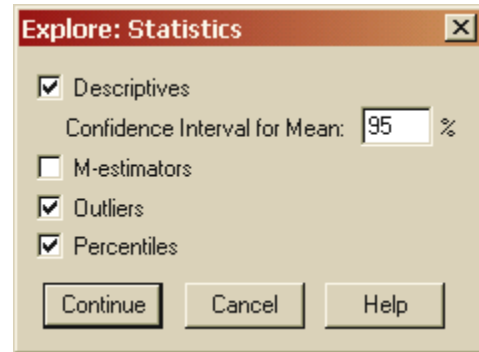 Explore: Statistics
Descriptives
Confidence Interval for Mean: 95 %
M-estimators
Outliers
Percentiles
Continue Cancel Help